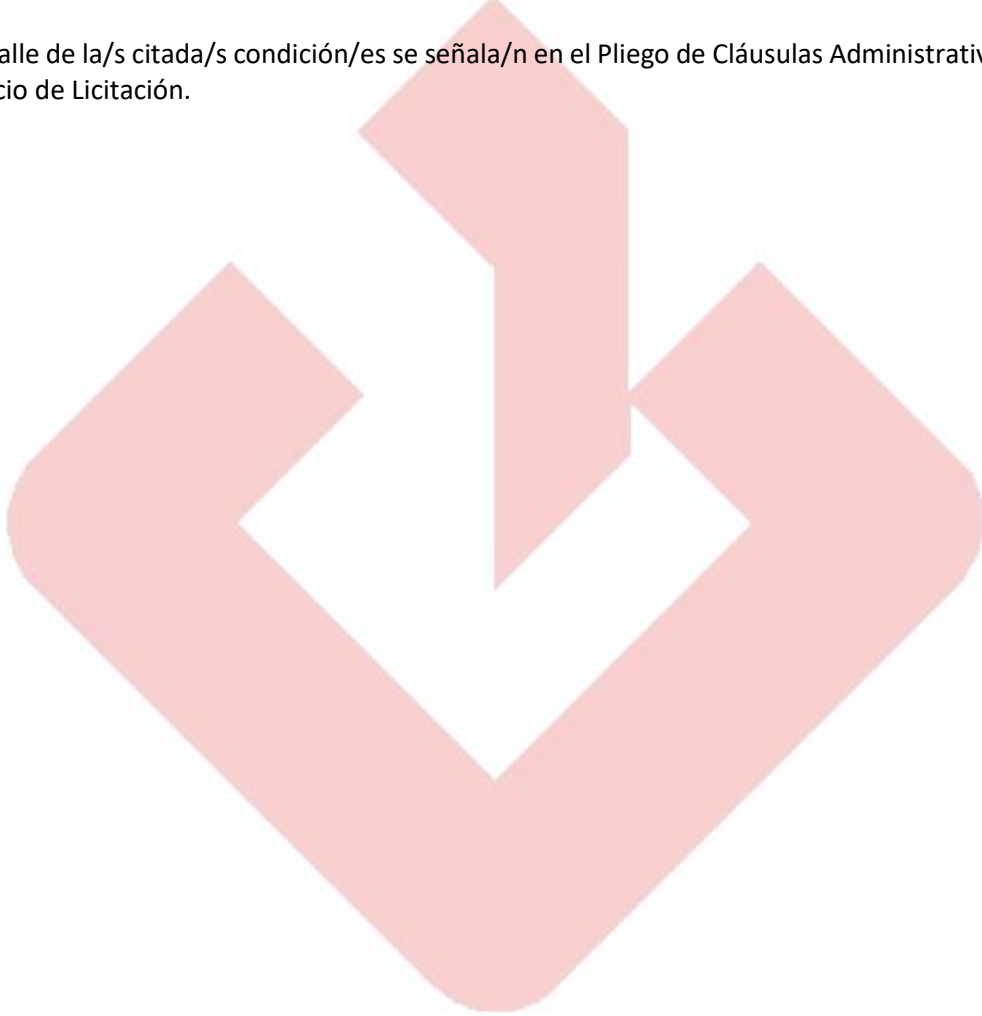 alle de la/s citada/s condición/es se señala/n en el Pliego de Cláusulas Administrativ
cio de Licitación.